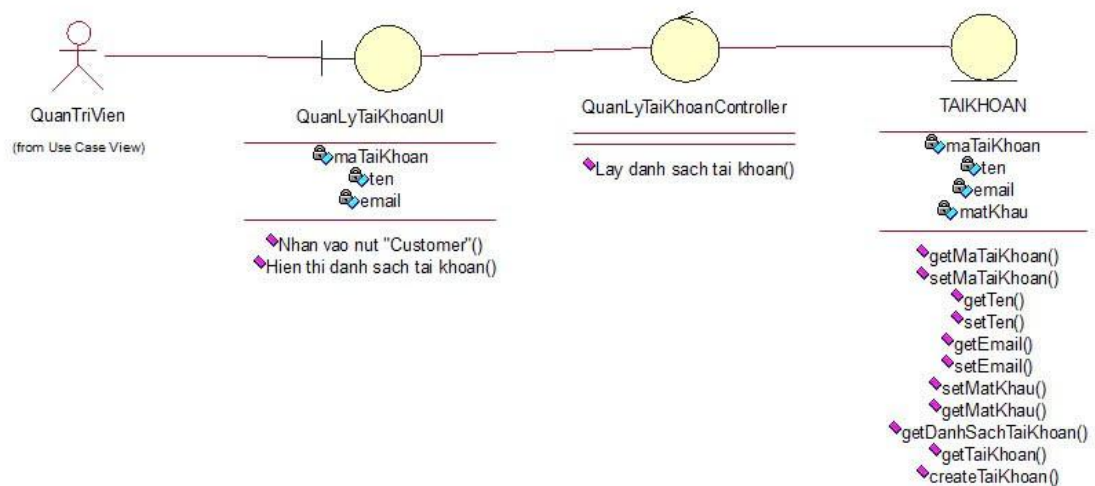 QuanTriVien
(from Use Case View)
QuanLyTaiKhoanUI
maTaiKhoan
ten
email
Nhan vao nut "Customer"()
Hien thi danh sach tai khoan()
QuanLyTaiKhoanController
Lay danh sach tai khoan()
TAIKHOAN
maTaiKhoan
ten
email
matKhau
getMaTaiKhoan()
setMaTaiKhoan()
getTen()
setTen()
getEmail()
setEmail()
setMatKhau()
getMatKhau()
getDanhSachTaiKhoan()
getTaiKhoan()
createTaiKhoan()